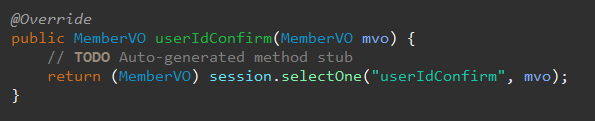 @Override
public MemberVO userIdConfirm(MemberVO mvo) {
    // TODO Auto-generated method stub
    return (MemberVO) session.selectOne("userIdConfirm", mvo);
}